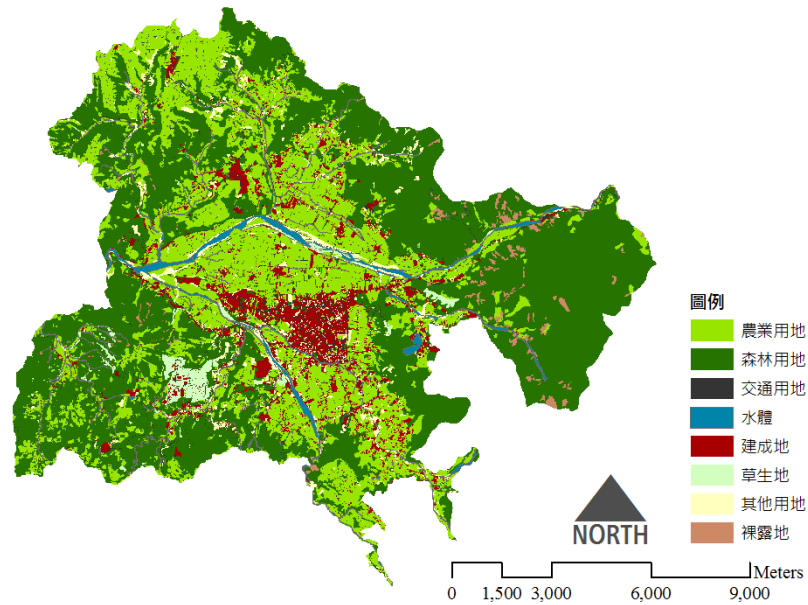 圖例
農業用地
森林用地
交通用地
水體
建成地
草生地
其他用地
裸露地
NORTH
Meters
0 1,500 3,000 6,000 9,000